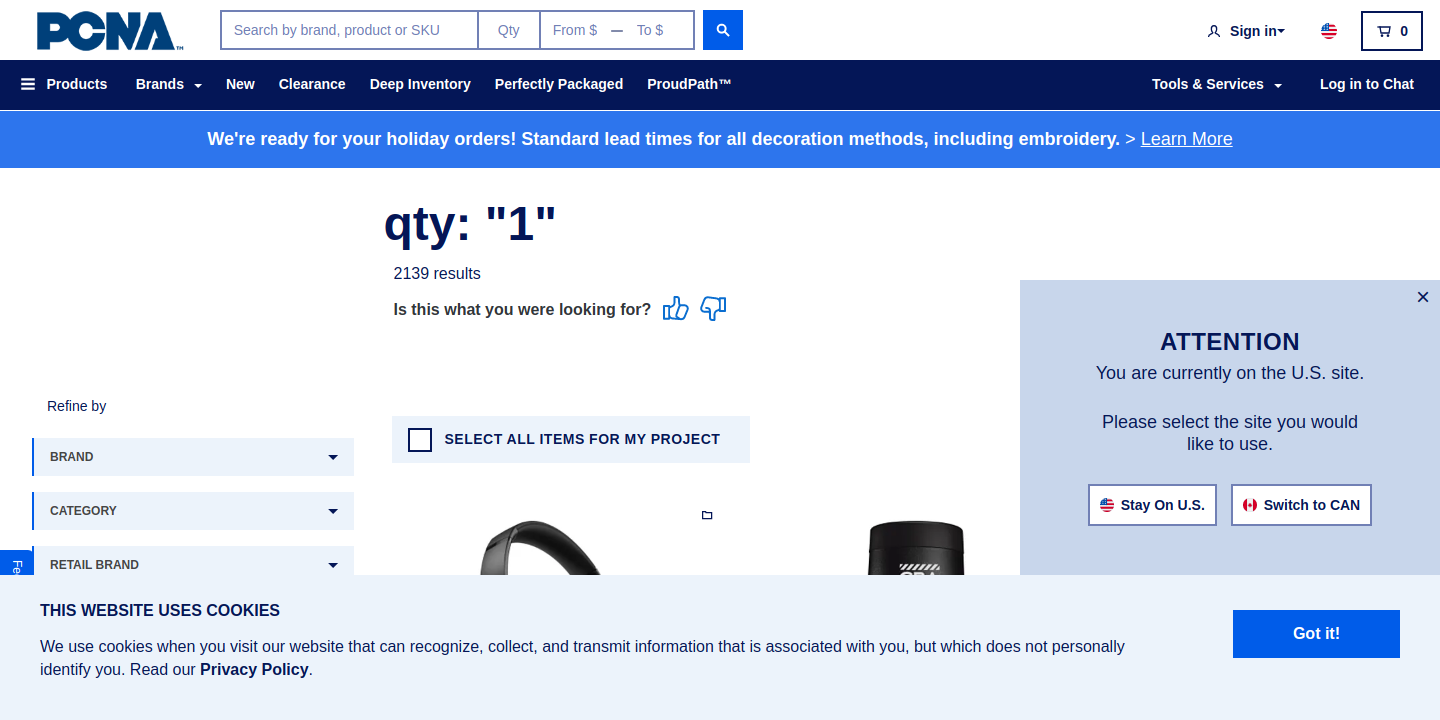 PCNA™
Search by brand, product or SKU
Qty
From $ — To $
Sign in
0
Products
Brands
New
Clearance
Deep Inventory
Perfectly Packaged
ProudPath™
Tools & Services
Log in to Chat
We're ready for your holiday orders! Standard lead times for all decoration methods, including embroidery. > Learn More
qty: "1"
2139 results
Is this what you were looking for?
×
ATTENTION
You are currently on the U.S. site.
Please select the site you would
like to use.
Stay On U.S.
Switch to CAN
Refine by
SELECT ALL ITEMS FOR MY PROJECT
BRAND
CATEGORY
RETAIL BRAND
THIS WEBSITE USES COOKIES
We use cookies when you visit our website that can recognize, collect, and transmit information that is associated with you, but which does not personally
identify you. Read our Privacy Policy.
Got it!